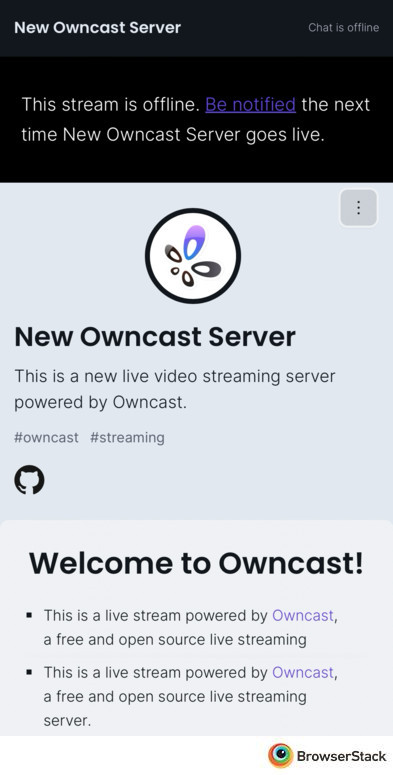 New Owncast Server
Chat is offline
This stream is offline. Be notified the next
time New Owncast Server goes live.
New Owncast Server
This is a new live video streaming server
powered by Owncast.
#owncast #streaming
Welcome to Owncast!
▪ This is a live stream powered by Owncast,
a free and open source live streaming
▪ This is a live stream powered by Owncast,
a free and open source live streaming
server.
BrowserStack